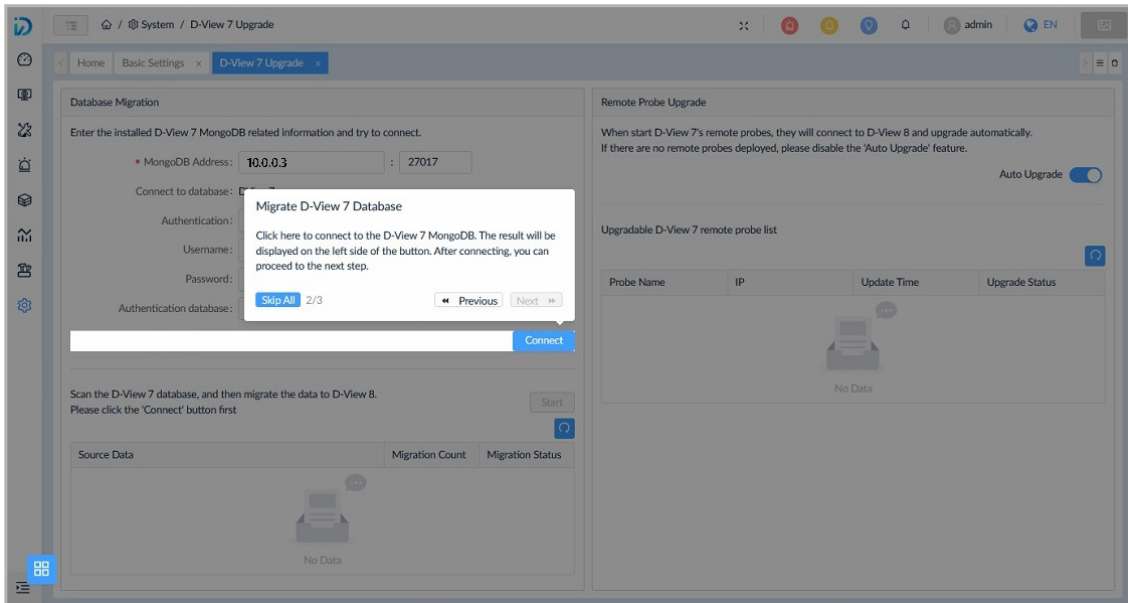 / System / D-View 7 Upgrade
admin
EN
Home
Basic Settings x
D-View 7 Upgrade x
Database Migration
Enter the installed D-View 7 MongoDB related information and try to connect.
* MongoDB Address: 10.0.0.3 : 27017
Connect to database:
Authentication:
Username:
Password:
Authentication database:
Migrate D-View 7 Database
Click here to connect to the D-View 7 MongoDB. The result will be
displayed on the left side of the button. After connecting, you can
proceed to the next step.
Skip All 2/3 Previous Next
Connect
Scan the D-View 7 database, and then migrate the data to D-View 8.
Please click the 'Connect' button first
Start
Source Data Migration Count Migration Status
No Data
Remote Probe Upgrade
When start D-View 7's remote probes, they will connect to D-View 8 and upgrade automatically.
If there are no remote probes deployed, please disable the 'Auto Upgrade' feature.
Auto Upgrade
Upgradable D-View 7 remote probe list
Probe Name IP Update Time Upgrade Status
No Data